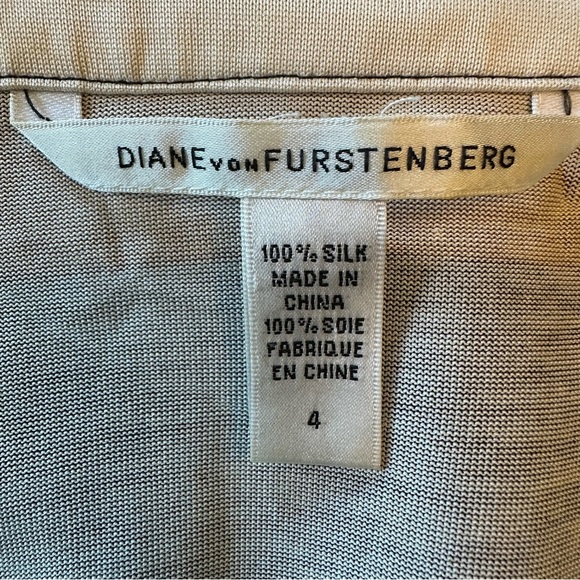 DIANE VON FURSTENBERG
100% SILK
MADE IN
CHINA
100% SOIE
FABRIQUE
EN CHINE
4